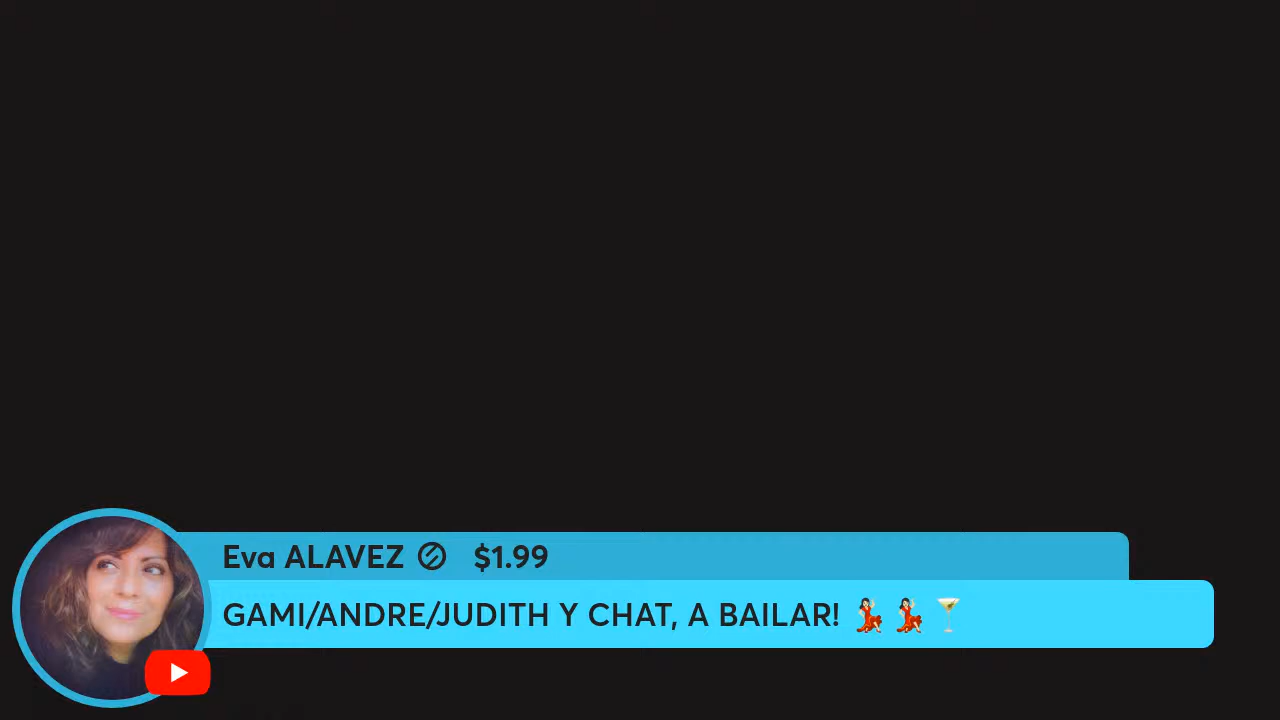 Eva ALAVEZ $1.99
GAMI/ANDRE/JUDITH Y CHAT, A BAILAR! 💃💃🍸